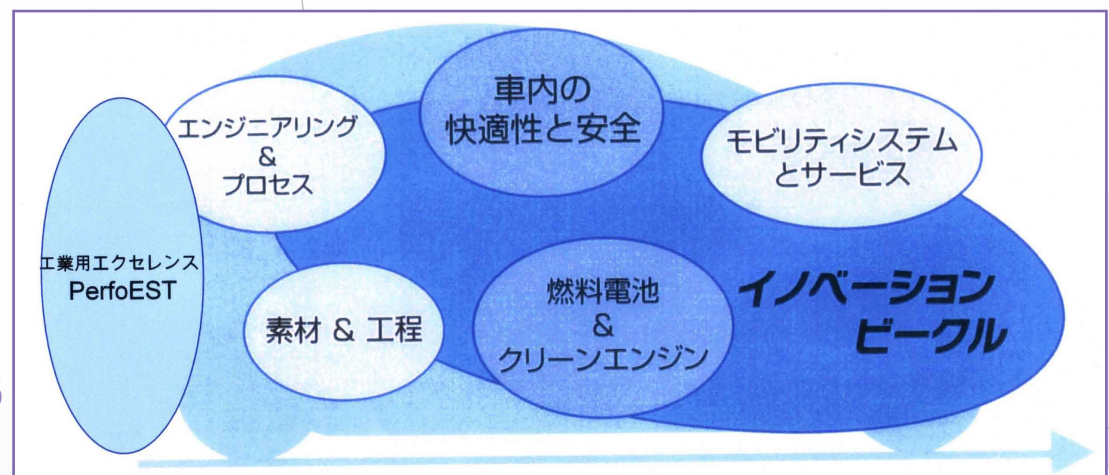 エンジニアリング
&
プロセス
車内の
快適性と安全
モビリティシステム
とサービス
工業用エクセレンス
PerfoEST
素材 & 工程
燃料電池
&
クリーンエンジン
イノベーション
ビークル